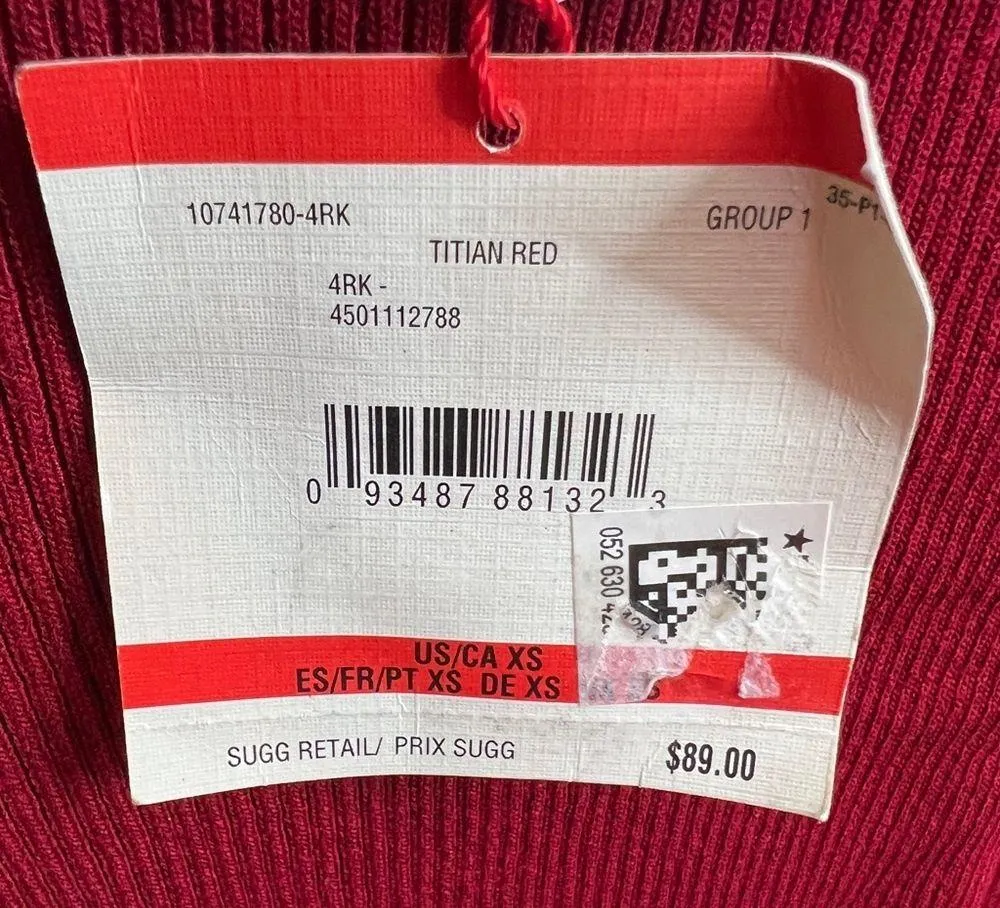 10741780-4RK
GROUP 1
TITIAN RED
4RK -
4501112788
0 93487 88132 3
052 630
US/CA XS
ES/FR/PT XS DE XS
SUGG RETAIL/ PRIX SUGG
$89.00